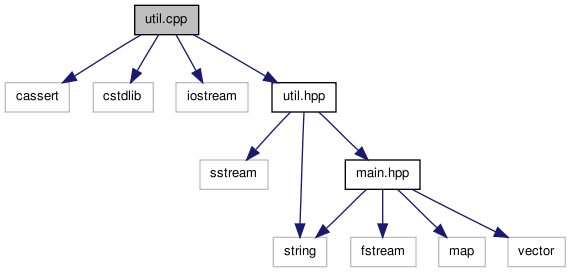 util.cpp
cassert
cstdlib
iostream
util.hpp
sstream
main.hpp
string
fstream
map
vector